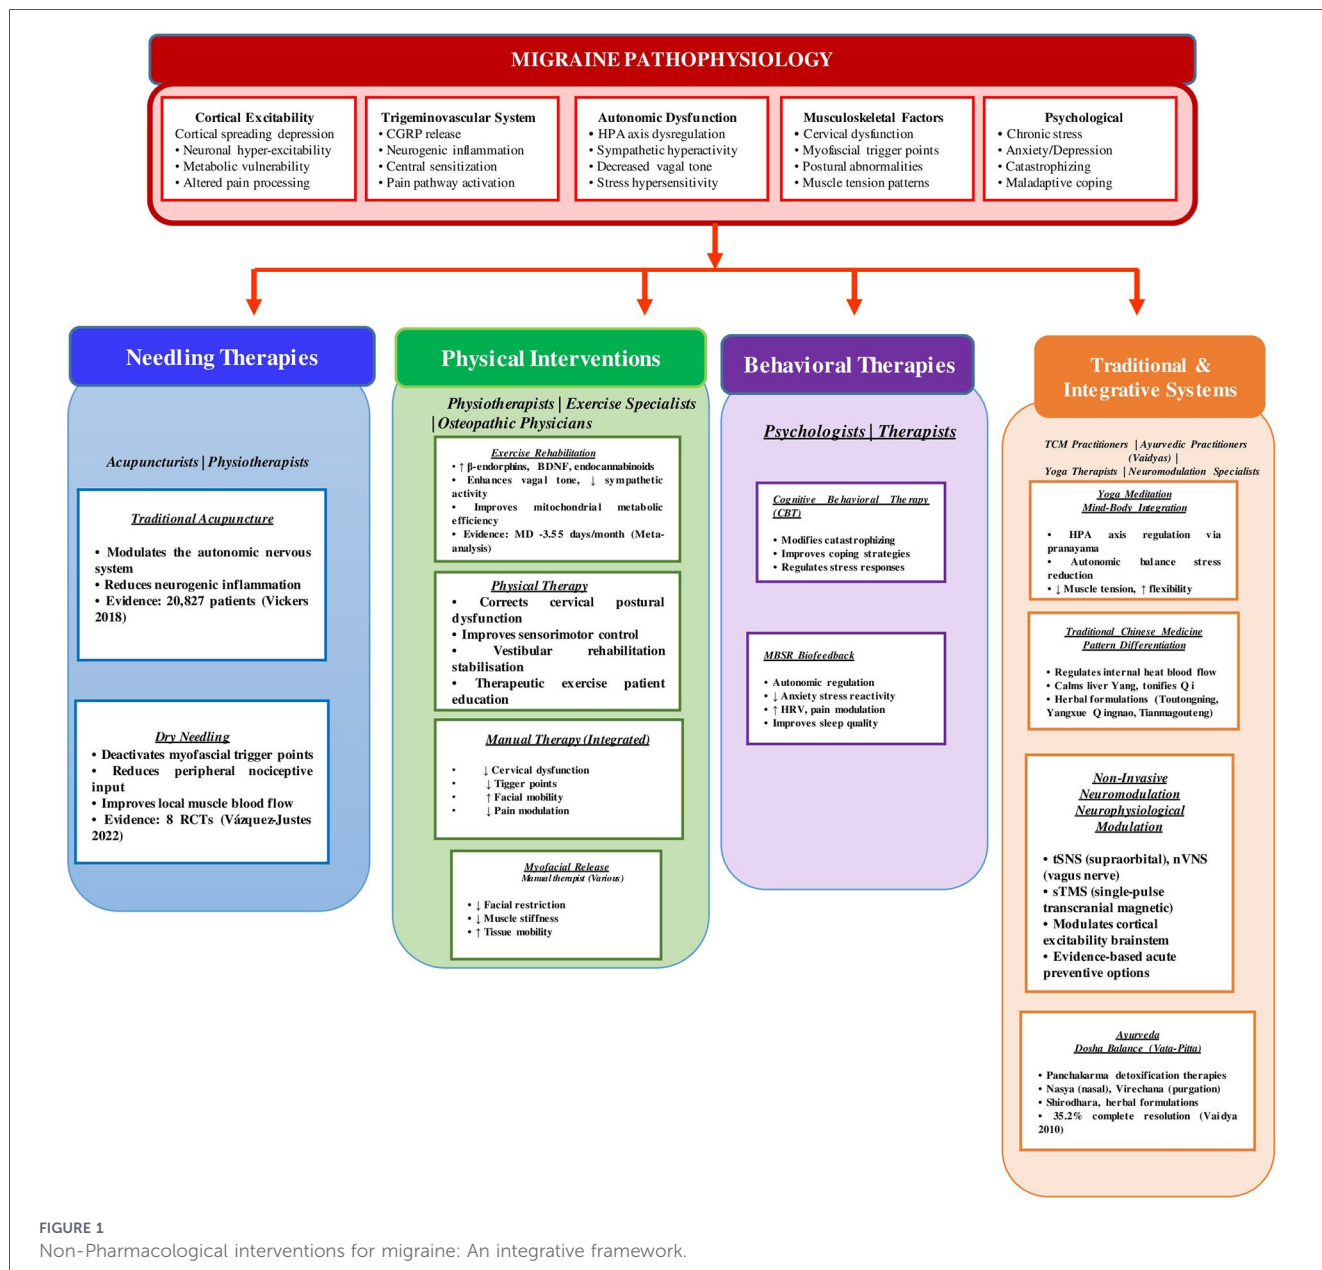 MIGRAINE PATHOPHYSIOLOGY
Cortical Excitability
Cortical spreading depression
• Neuronal hyper-excitability
• Metabolic vulnerability
• Altered pain processing
Trigeminovascular System
• CGRP release
• Neurogenic inflammation
• Central sensitization
• Pain pathway activation
Autonomic Dysfunction
• HPA axis dysregulation
• Sympathetic hyperactivity
• Decreased vagal tone
• Stress hypersensitivity
Musculoskeletal Factors
• Cervical dysfunction
• Myofascial trigger points
• Postural abnormalities
• Muscle tension patterns
Psychological
• Chronic stress
• Anxiety/Depression
• Catastrophizing
• Maladaptive coping
Needling Therapies
Acupuncturists | Physiotherapists
Traditional Acupuncture
• Modulates the autonomic nervous
system
• Reduces neurogenic inflammation
• Evidence: 20,827 patients (Vickers
2018)
Dry Needling
• Deactivates myofascial trigger points
• Reduces peripheral nociceptive
input
• Improves local muscle blood flow
• Evidence: 8 RCTs (Vázquez-Justes
2022)
Physical Interventions
Physiotherapists | Exercise Specialists
| Osteopathic Physicians
Exercise Rehabilitation
• ↑ β-endorphins, BDNF, endocannabinoids
• Enhances vagal tone, ↓ sympathetic
activity
• Improves mitochondrial metabolic
efficiency
• Evidence: MD -3.55 days/month (Meta-
analysis)
Physical Therapy
• Corrects cervical postural
dysfunction
• Improves sensorimotor control
• Vestibular rehabilitation
stabilisation
• Therapeutic exercise patient
education
Manual Therapy (Integrated)
• ↓ Cervical dysfunction
• ↓ Tigger points
• ↑ Facial mobility
• ↓ Pain modulation
Myofacial Release
Manual therapist (Various)
• ↓ Facial restriction
• ↓ Muscle stiffness
• ↑ Tissue mobility
Behavioral Therapies
Psychologists | Therapists
Cognitive Behavioral Therapy
(CBT)
• Modifies catastrophizing
• Improves coping strategies
• Regulates stress responses
MBSR Biofeedback
• Autonomic regulation
• ↓ Anxiety stress reactivity
• ↑ HRV, pain modulation
• Improves sleep quality
Traditional &
Integrative Systems
TCM Practitioners | Ayurvedic Practitioners
(Vaidyas) |
Yoga Therapists | Neuromodulation Specialists
Yoga Meditation
Mind-Body Integration
• HPA axis regulation via
pranayama
• Autonomic balance stress
reduction
• ↓ Muscle tension, ↑ flexibility
Traditional Chinese Medicine
Pattern Differentiation
• Regulates internal heat blood flow
• Calms liver Yang, tonifies Qi
• Herbal formulations (Toutongning,
Yangxue Qingnao, Tianmagouteng)
Non-Invasive
Neuromodulation
Neurophysiological
Modulation
• tSNS (supraorbital), nVNS
(vagus nerve)
• sTMS (single-pulse
transcranial magnetic)
• Modulates cortical
excitability brainstem
• Evidence-based acute
preventive options
Ayurveda
Dosha Balance (Vata-Pitta)
• Panchakarma detoxification therapies
• Nasya (nasal), Virechana (purgation)
• Shirodhara, herbal formulations
• 35.2% complete resolution (Vaidya
2010)
FIGURE 1
Non-Pharmacological interventions for migraine: An integrative framework.